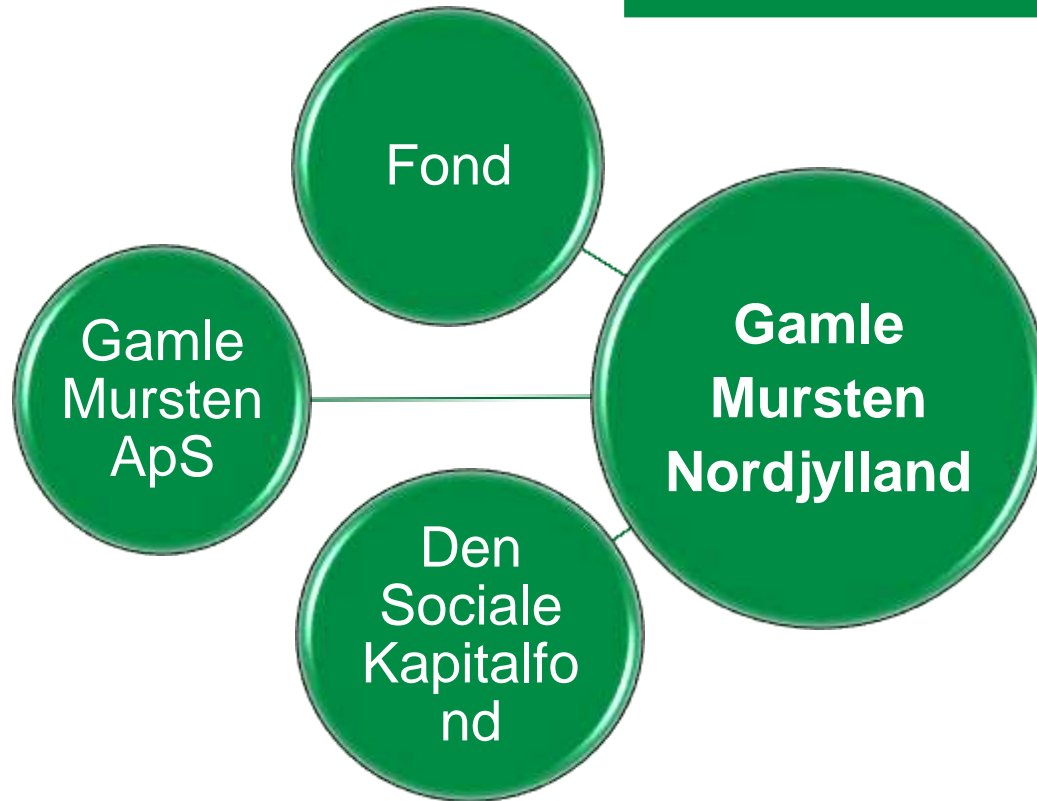 Fond
Gamle
Mursten
ApS
Den
Sociale
Kapitalfo
nd
Gamle
Mursten
Nordjylland